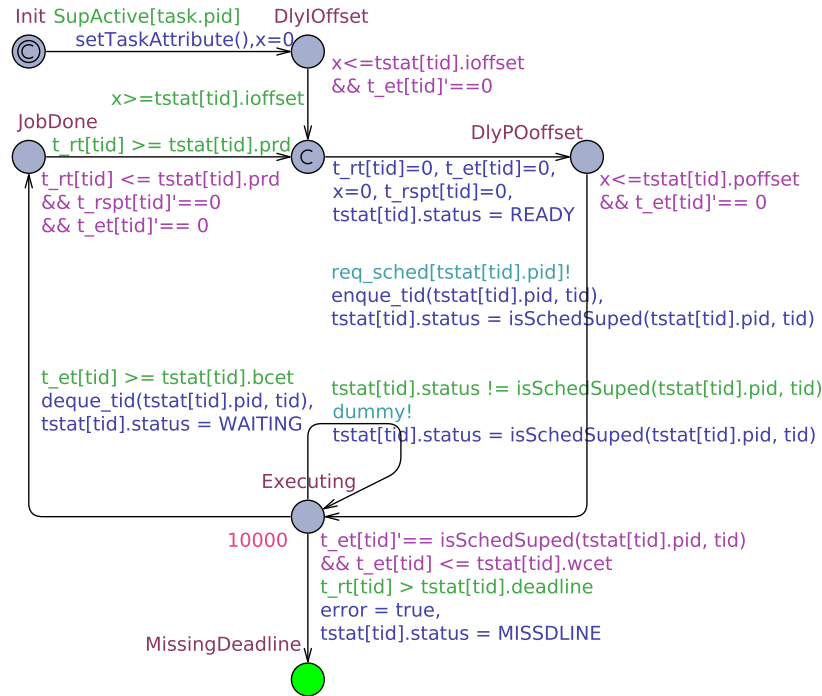 Init SupActive[task.pid] DlyIOffset
setTaskAttribute(),x=0
x<=tstat[tid].ioffset
&& t_et[tid]'==0
x>=tstat[tid].ioffset
JobDone
DlyPOoffset
t_rt[tid] >= tstat[tid].prd
t_rt[tid] <= tstat[tid].prd
&& t_rspt[tid]'==0
&& t_et[tid]'== 0
t_rt[tid]=0, t_et[tid]=0,
x=0, t_rspt[tid]=0,
tstat[tid].status = READY
x<=tstat[tid].poffset
&& t_et[tid]'== 0
req_sched[tstat[tid].pid]!
enque_tid(tstat[tid].pid, tid),
tstat[tid].status = isSchedSuped(tstat[tid].pid, tid)
t_et[tid] >= tstat[tid].bcet
deque_tid(tstat[tid].pid, tid),
tstat[tid].status = WAITING
tstat[tid].status != isSchedSuped(tstat[tid].pid, tid)
dummy!
tstat[tid].status = isSchedSuped(tstat[tid].pid, tid)
Executing
10000
t_et[tid]'== isSchedSuped(tstat[tid].pid, tid)
&& t_et[tid] <= tstat[tid].wcet
t_rt[tid] > tstat[tid].deadline
error = true,
tstat[tid].status = MISSDLINE
MissingDeadline